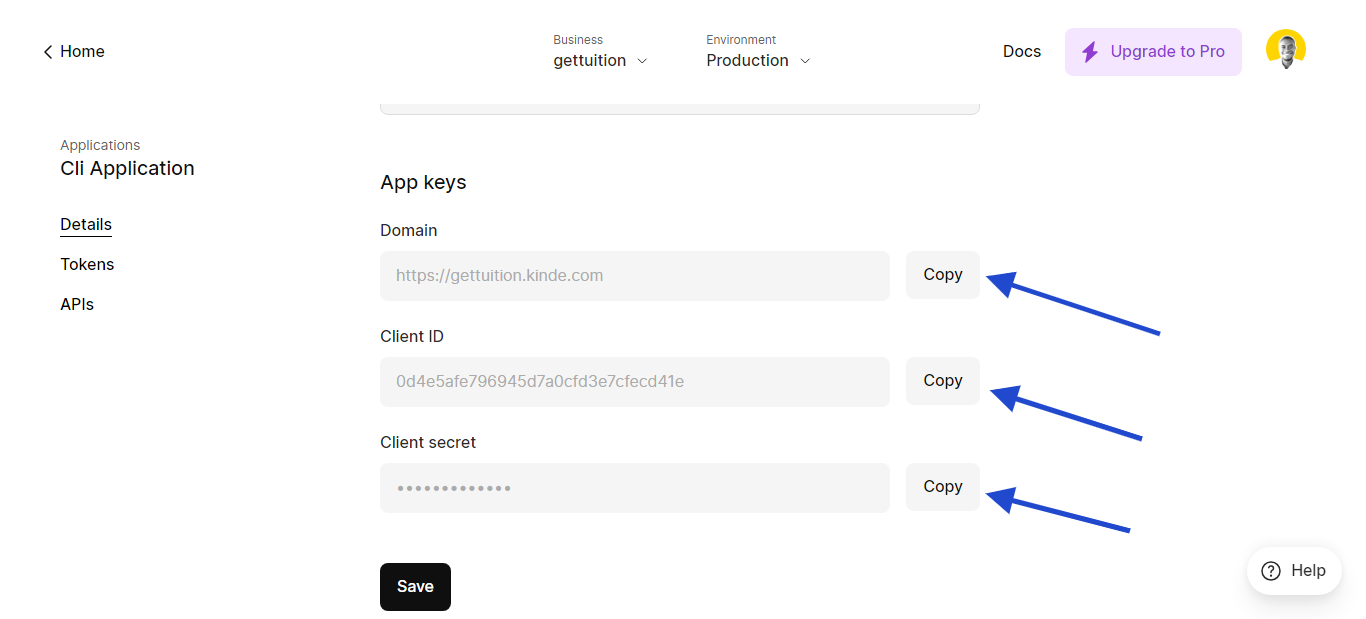 Home
Business
gettuition
Environment
Production
Docs
Upgrade to Pro
Applications
Cli Application
Details
Tokens
APIs
App keys
Domain
https://gettuition.kinde.com
Copy
Client ID
0d4e5afe796945d7a0cfd3e7cfecd41e
Copy
Client secret
•••••••••••••
Copy
Save
Help